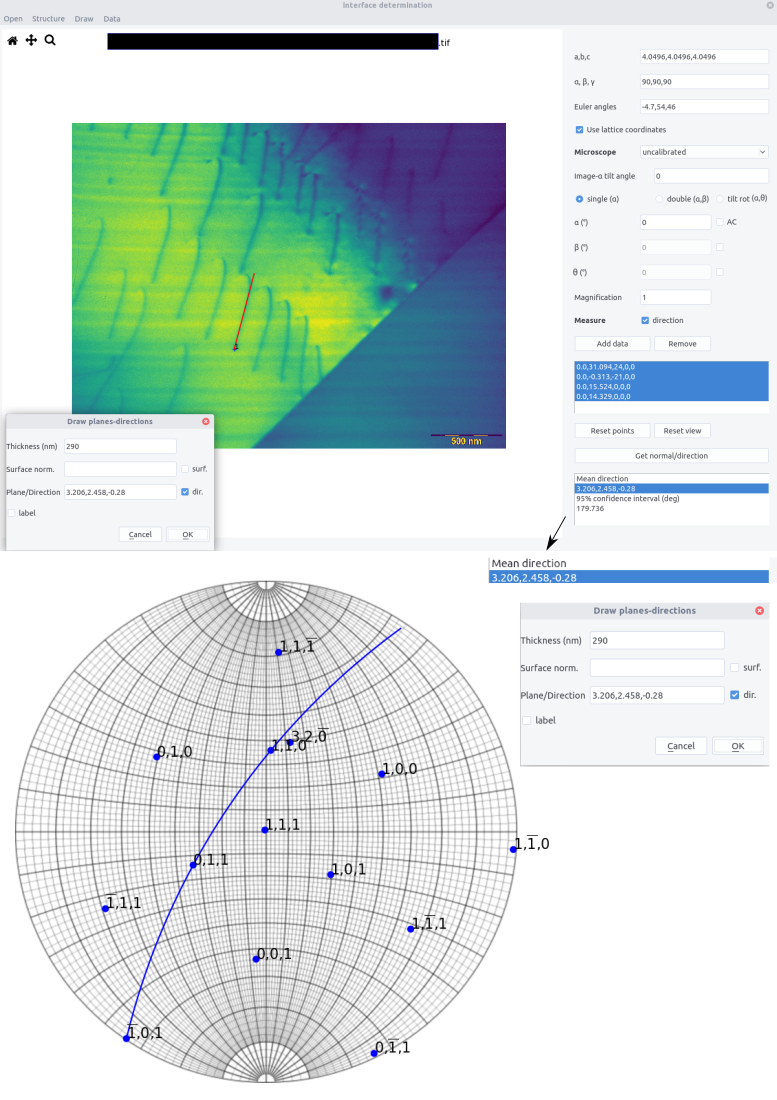 Interface determination
Open Structure Draw Data
.tif
a,b,c 4.0496,4.0496,4.0496
α, β, γ 90,90,90
Euler angles -4.7,54,46
Use lattice coordinates
Microscope uncalibrated
Image-α tilt angle 0
single (α) double (α,β) tilt rot (α,θ)
α (°) 0 AC
β (°) 0
θ (°) 0
Magnification 1
Measure direction
Add data Remove
0.0,31.094,24,0,0
0.0,-0.313,-21,0,0
0.0,15.524,0,0,0
0.0,14.329,0,0,0
Reset points Reset view
Get normal/direction
Mean direction
3.206,2.458,-0.28
95% confidence interval (deg)
179.736
500 nm
Draw planes-directions
Thickness (nm) 290
Surface norm. surf.
Plane/Direction 3.206,2.458,-0.28 dir.
label
Cancel OK
Mean direction
3.206,2.458,-0.28
Draw planes-directions
Thickness (nm) 290
Surface norm. surf.
Plane/Direction 3.206,2.458,-0.28 dir.
label
Cancel OK
1,1,1̅
3,2,0̅
1,1,0
0,1,0
1,0,0
1,1,1
1,1̅,0
0,1,1
1,0,1
1̅,1,1
1,1̅,1
0,0,1
1̅,0,1
0,1̅,1